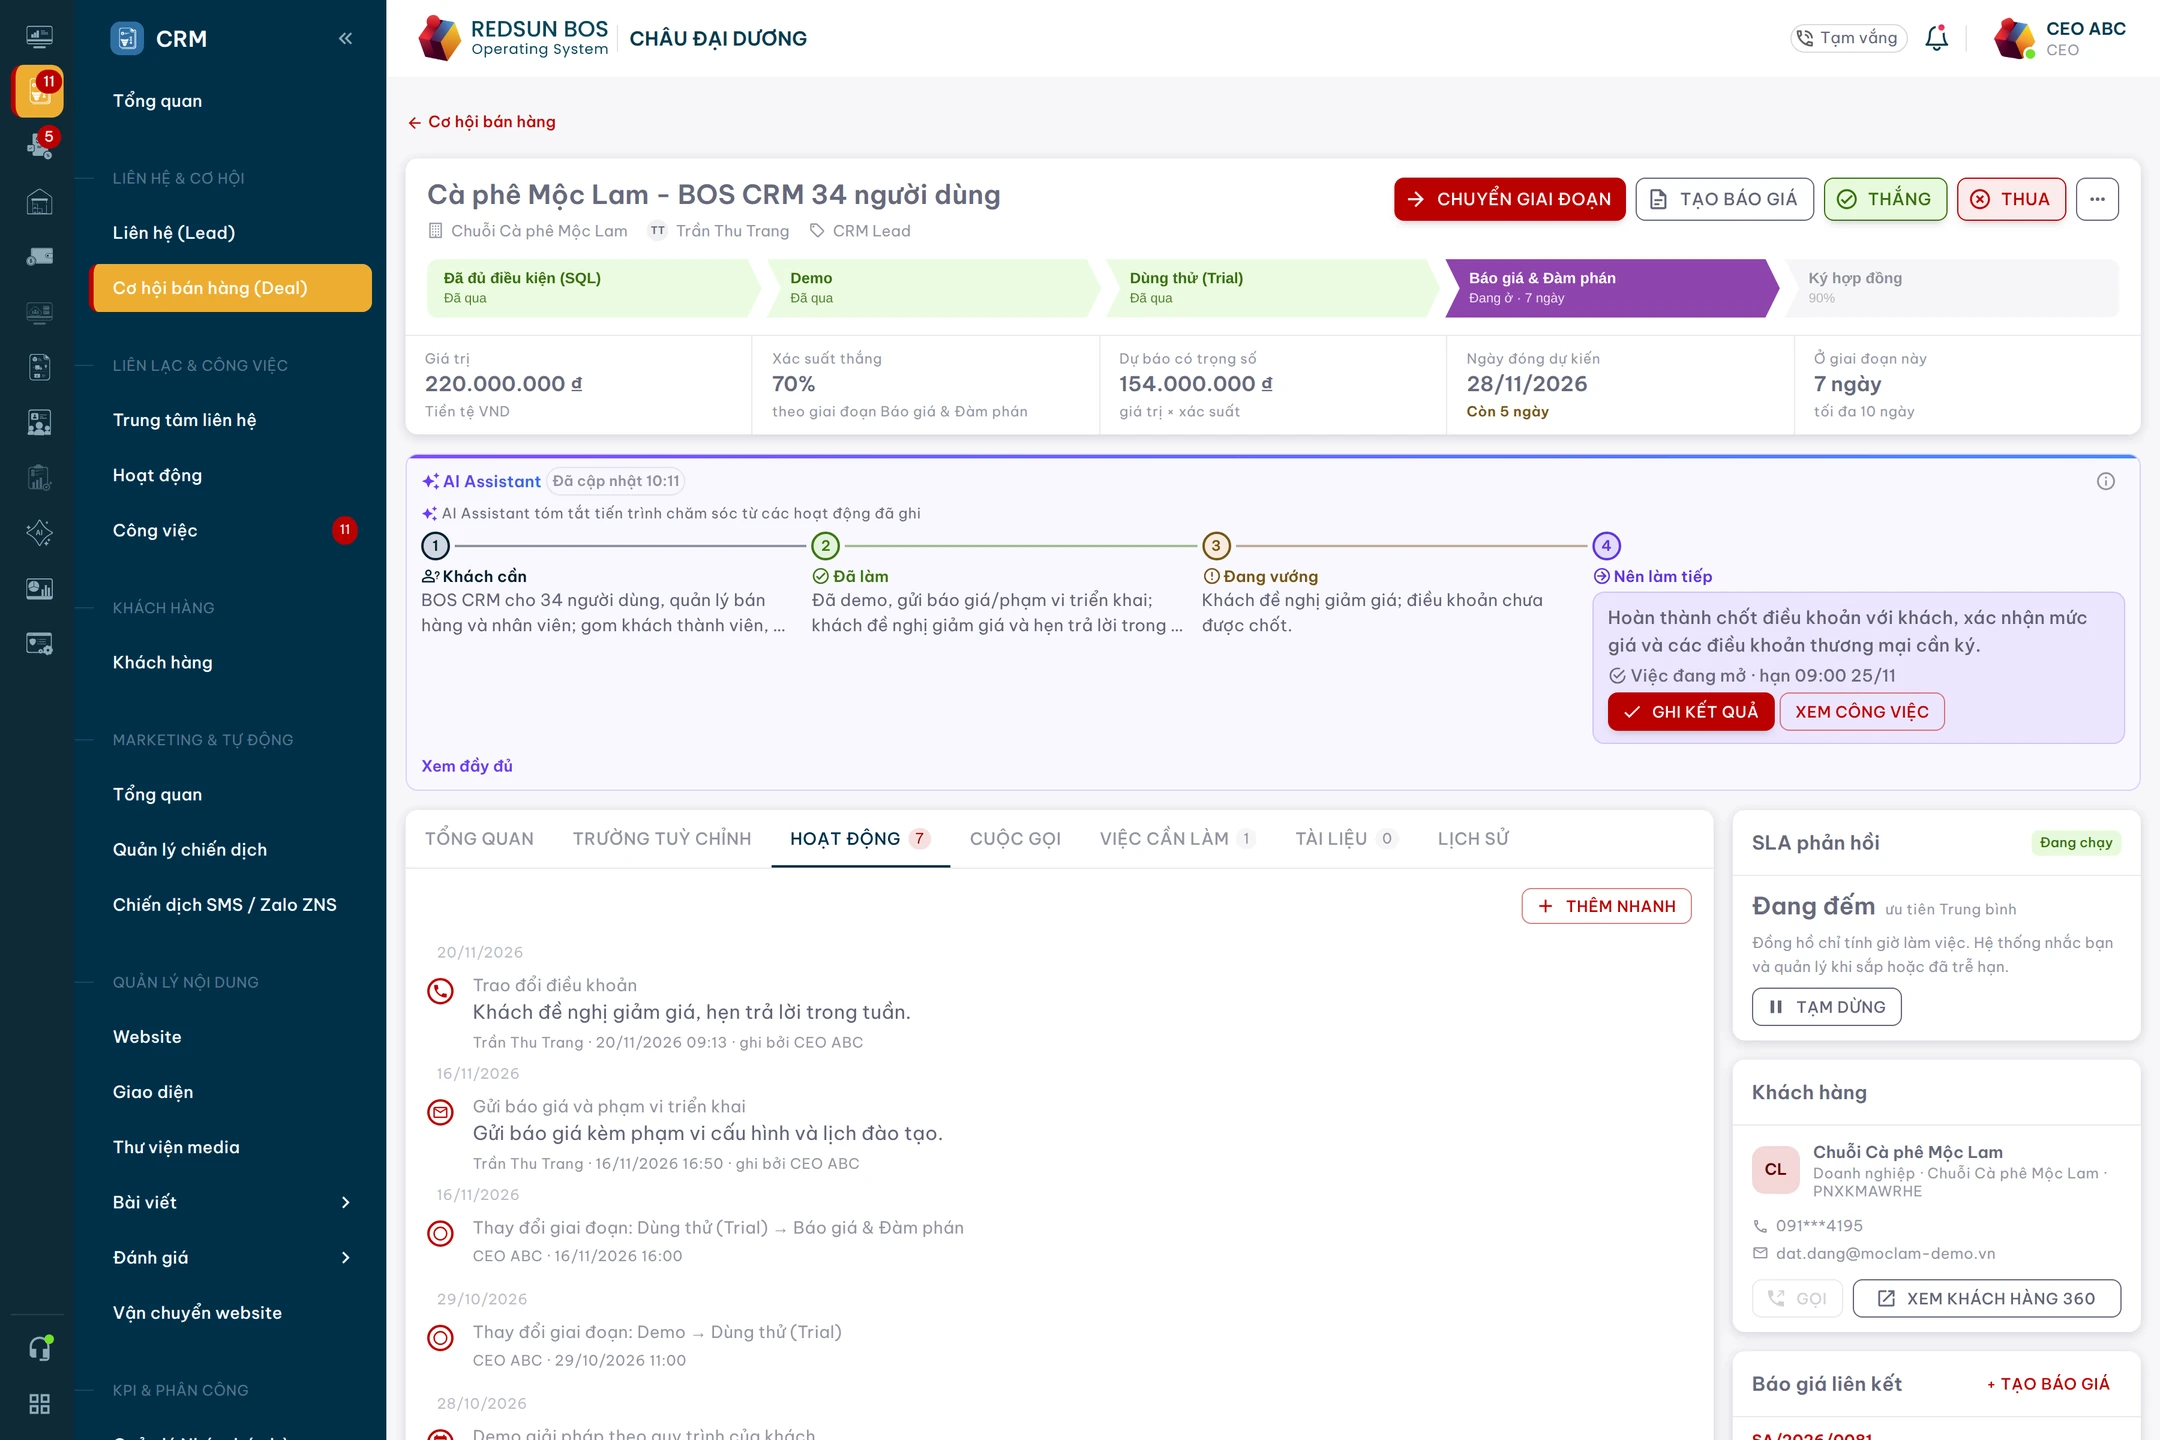 CRM
Tổng quan
LIÊN HỆ & CƠ HỘI
Liên hệ (Lead)
Cơ hội bán hàng (Deal)
LIÊN LẠC & CÔNG VIỆC
Trung tâm liên hệ
Hoạt động
Công việc
11
KHÁCH HÀNG
Khách hàng
MARKETING & TỰ ĐỘNG
Tổng quan
Quản lý chiến dịch
Chiến dịch SMS / Zalo ZNS
QUẢN LÝ NỘI DUNG
Website
Giao diện
Thư viện media
Bài viết
Đánh giá
Vận chuyển website
KPI & PHÂN CÔNG
11
5
AI
REDSUN BOS
Operating System
CHÂU ĐẠI DƯƠNG
Tạm vắng
CEO ABC
CEO
← Cơ hội bán hàng
Cà phê Mộc Lam - BOS CRM 34 người dùng
Chuỗi Cà phê Mộc Lam
TT Trần Thu Trang
CRM Lead
→ CHUYỂN GIAI ĐOẠN
TẠO BÁO GIÁ
THẮNG
THUA
...
Đã đủ điều kiện (SQL)
Đã qua
Demo
Đã qua
Dùng thử (Trial)
Đã qua
Báo giá & Đàm phán
Đang ở · 7 ngày
Ký hợp đồng
90%
Giá trị
220.000.000 ₫
Tiền tệ VND
Xác suất thắng
70%
theo giai đoạn Báo giá & Đàm phán
Dự báo có trọng số
154.000.000 ₫
giá trị × xác suất
Ngày đóng dự kiến
28/11/2026
Còn 5 ngày
Ở giai đoạn này
7 ngày
tối đa 10 ngày
AI Assistant
Đã cập nhật 10:11
AI Assistant tóm tắt tiến trình chăm sóc từ các hoạt động đã ghi
1
Khách cần
BOS CRM cho 34 người dùng, quản lý bán
hàng và nhân viên; gom khách thành viên, ...
2
Đã làm
Đã demo, gửi báo giá/phạm vi triển khai;
khách đề nghị giảm giá và hẹn trả lời trong ...
3
Đang vướng
Khách đề nghị giảm giá; điều khoản chưa
được chốt.
4
Nên làm tiếp
Hoàn thành chốt điều khoản với khách, xác nhận mức
giá và các điều khoản thương mại cần ký.
Việc đang mở · hạn 09:00 25/11
GHI KẾT QUẢ
XEM CÔNG VIỆC
Xem đầy đủ
TỔNG QUAN
TRƯỜNG TUỲ CHỈNH
HOẠT ĐỘNG 7
CUỘC GỌI
VIỆC CẦN LÀM 1
TÀI LIỆU 0
LỊCH SỬ
+ THÊM NHANH
20/11/2026
Trao đổi điều khoản
Khách đề nghị giảm giá, hẹn trả lời trong tuần.
Trần Thu Trang · 20/11/2026 09:13 · ghi bởi CEO ABC
16/11/2026
Gửi báo giá và phạm vi triển khai
Gửi báo giá kèm phạm vi cấu hình và lịch đào tạo.
Trần Thu Trang · 16/11/2026 16:50 · ghi bởi CEO ABC
16/11/2026
Thay đổi giai đoạn: Dùng thử (Trial) → Báo giá & Đàm phán
CEO ABC · 16/11/2026 16:00
29/10/2026
Thay đổi giai đoạn: Demo → Dùng thử (Trial)
CEO ABC · 29/10/2026 11:00
28/10/2026
Demo giải pháp theo quy trình của khách
SLA phản hồi
Đang chạy
Đang đếm ưu tiên Trung bình
Đồng hồ chỉ tính giờ làm việc. Hệ thống nhắc bạn
và quản lý khi sắp hoặc đã trễ hạn.
TẠM DỪNG
Khách hàng
CL
Chuỗi Cà phê Mộc Lam
Doanh nghiệp · Chuỗi Cà phê Mộc Lam ·
PNXKMAWRHE
091***4195
dat.dang@moclam-demo.vn
GỌI
XEM KHÁCH HÀNG 360
Báo giá liên kết
+ TẠO BÁO GIÁ
SA/2026/0081